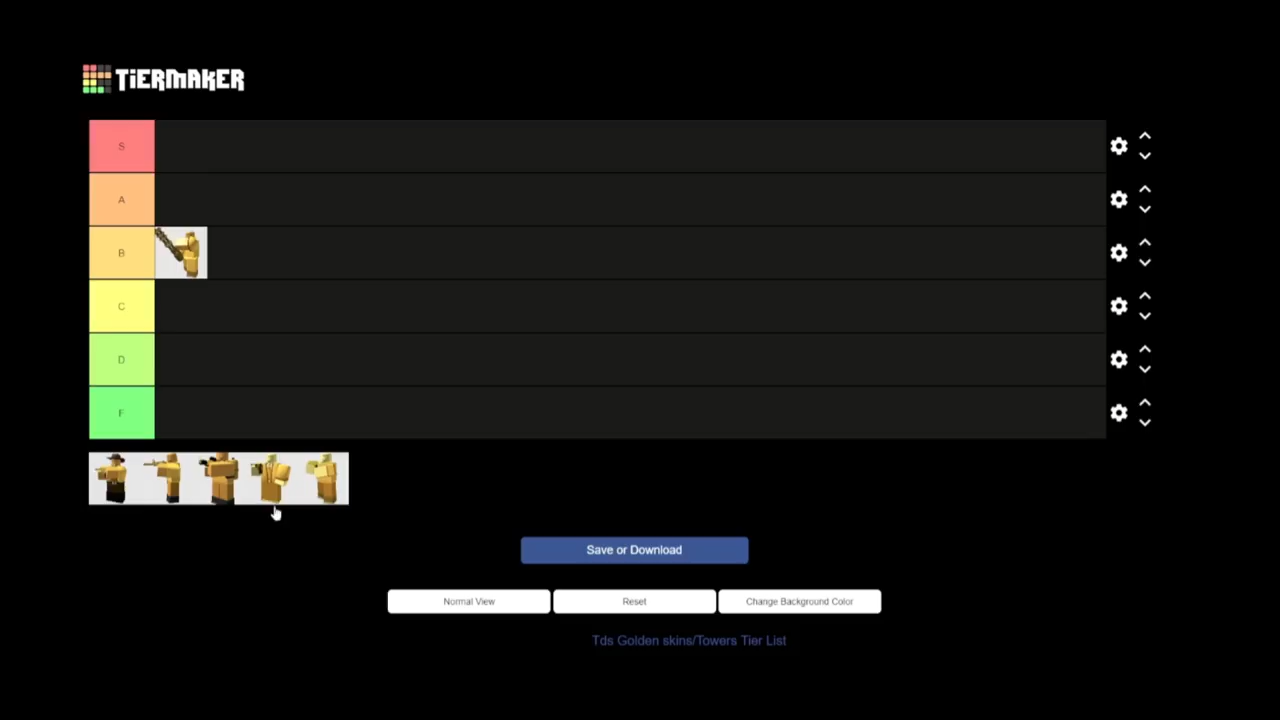 TiERMAKER
S
A
B
C
D
F
Save or Download
Normal View
Reset
Change Background Color
Tds Golden skins/Towers Tier List